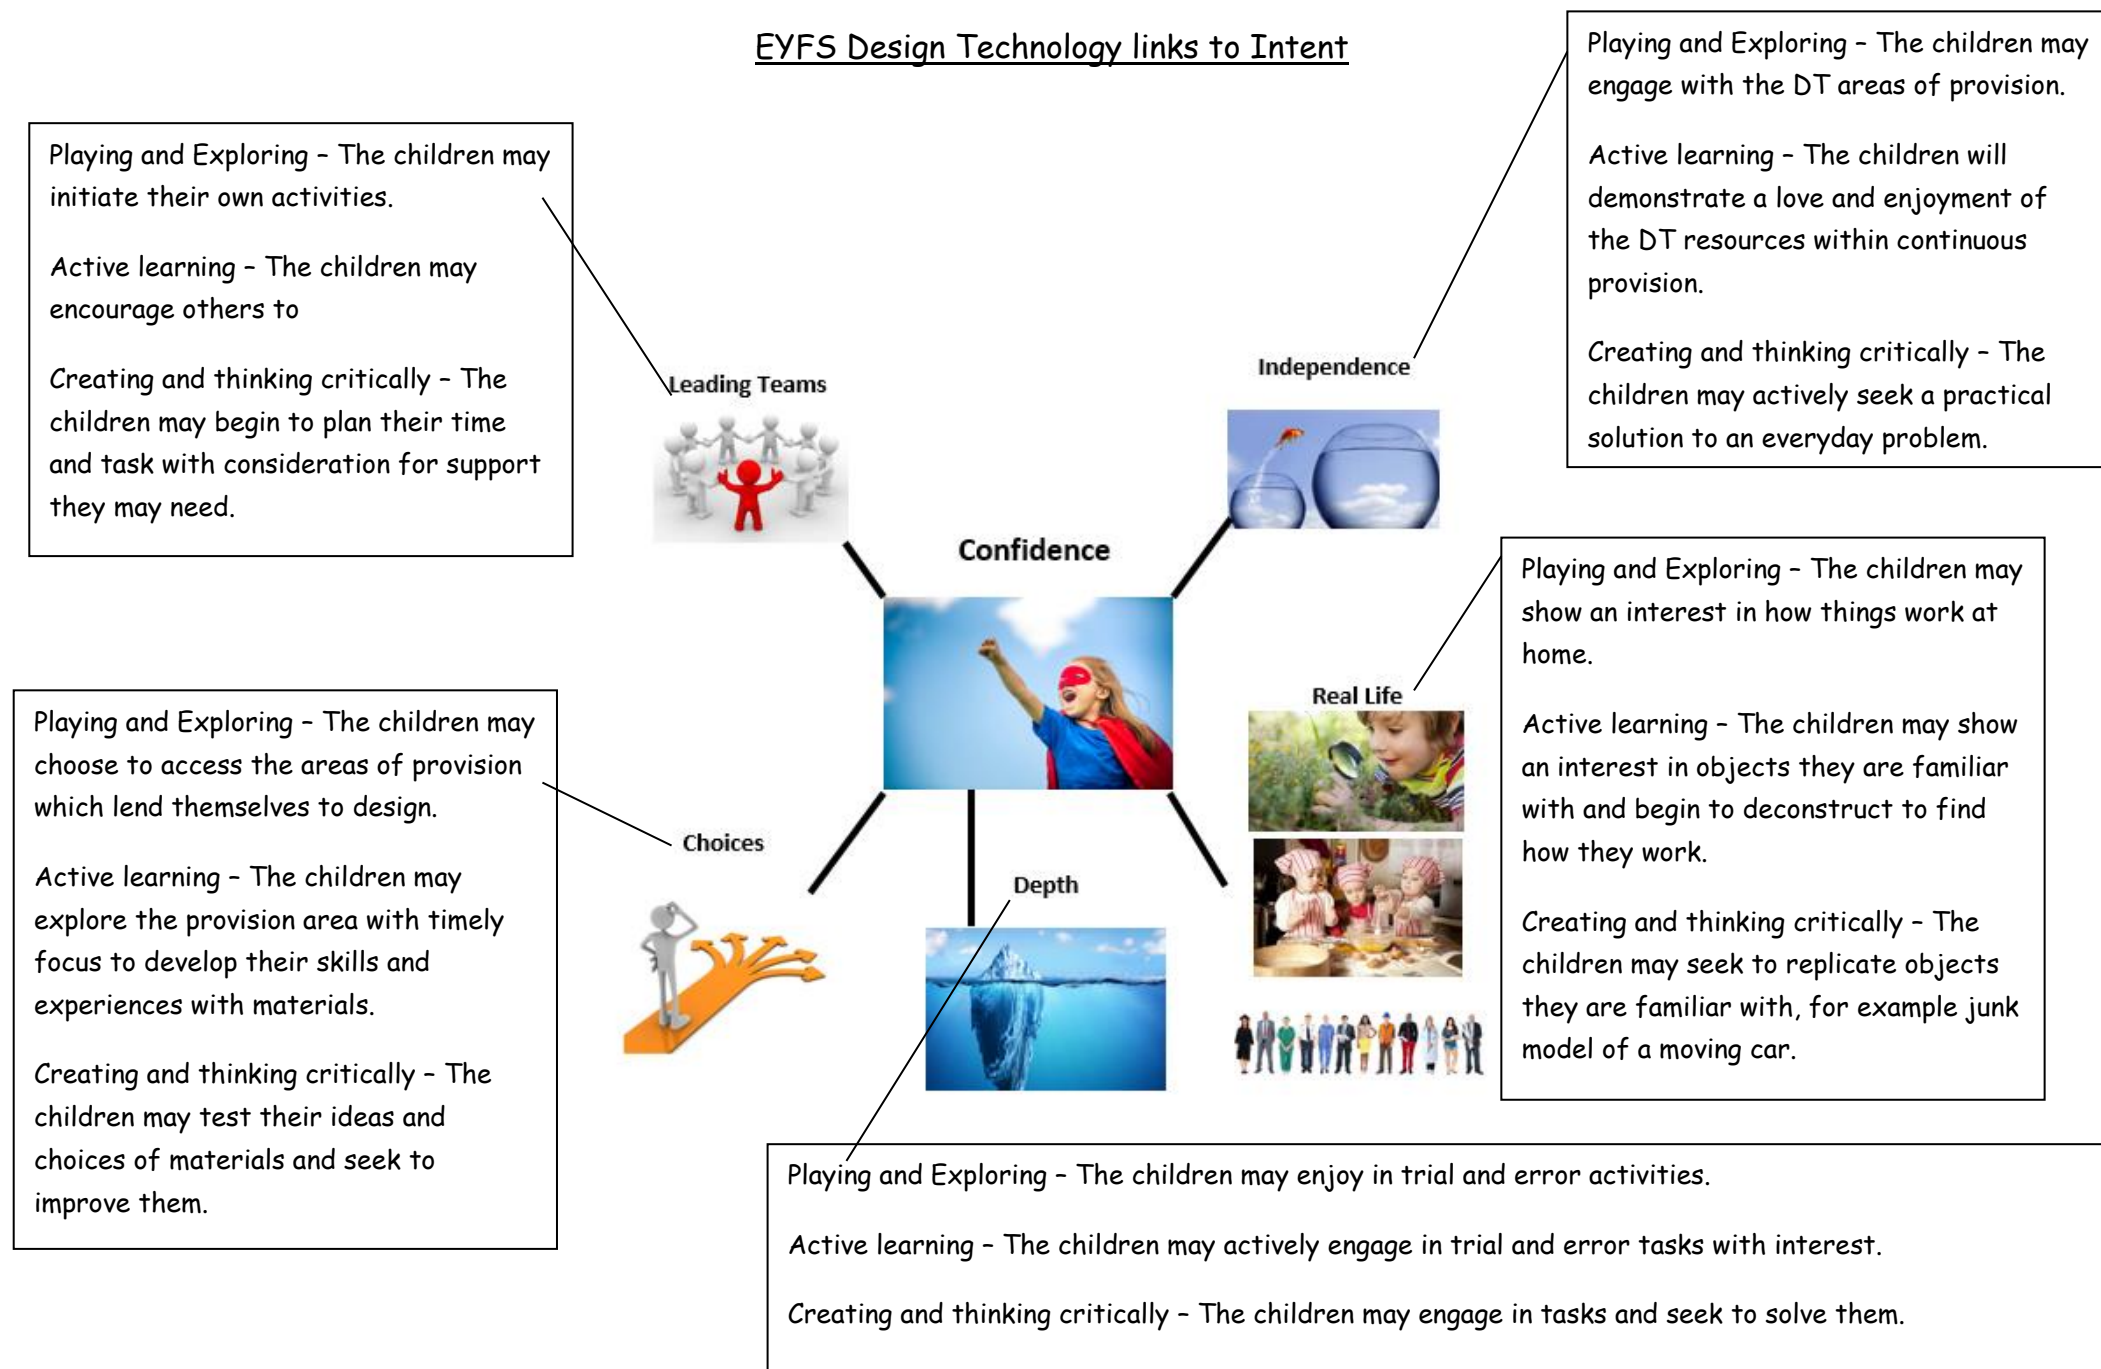 EYFS Design Technology links to Intent
Playing and Exploring – The children may
initiate their own activities.
Active learning – The children may
encourage others to
Creating and thinking critically – The
children may begin to plan their time
and task with consideration for support
they may need.
Playing and Exploring – The children may
engage with the DT areas of provision.
Active learning – The children will
demonstrate a love and enjoyment of
the DT resources within continuous
provision.
Creating and thinking critically – The
children may actively seek a practical
solution to an everyday problem.
Leading Teams
Independence
Confidence
Playing and Exploring – The children may
show an interest in how things work at
home.
Active learning – The children may show
an interest in objects they are familiar
with and begin to deconstruct to find
how they work.
Creating and thinking critically – The
children may seek to replicate objects
they are familiar with, for example junk
model of a moving car.
Real Life
Playing and Exploring – The children may
choose to access the areas of provision
which lend themselves to design.
Active learning – The children may
explore the provision area with timely
focus to develop their skills and
experiences with materials.
Creating and thinking critically – The
children may test their ideas and
choices of materials and seek to
improve them.
Choices
Depth
Playing and Exploring – The children may enjoy in trial and error activities.
Active learning – The children may actively engage in trial and error tasks with interest.
Creating and thinking critically – The children may engage in tasks and seek to solve them.